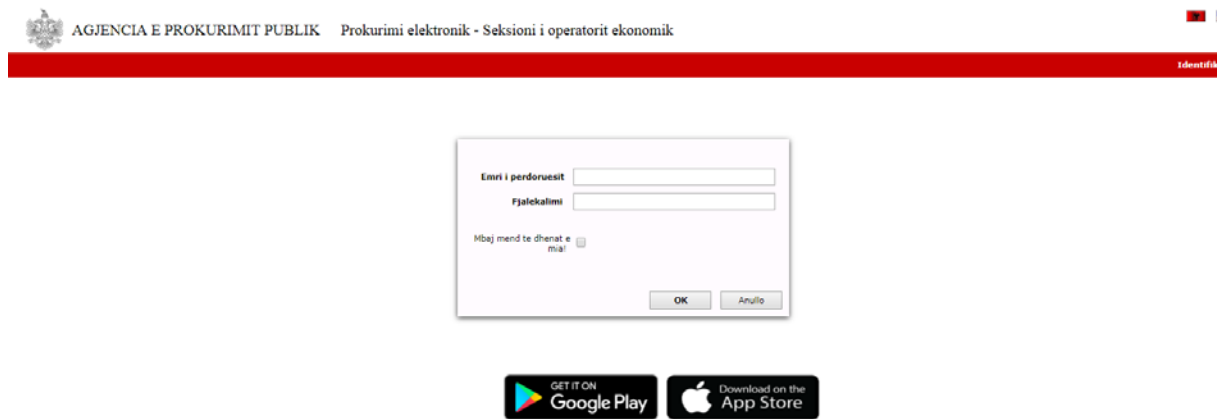 AGJENCIA E PROKURIMIT PUBLIK Prokurimi elektronik - Seksioni i operatorit ekonomik
Emri i perdoruesit
Fjalekalimi
Mbaj mend te dhenat e
mia!
OK Anullo
GET IT ON
Google Play
Download on the
App Store